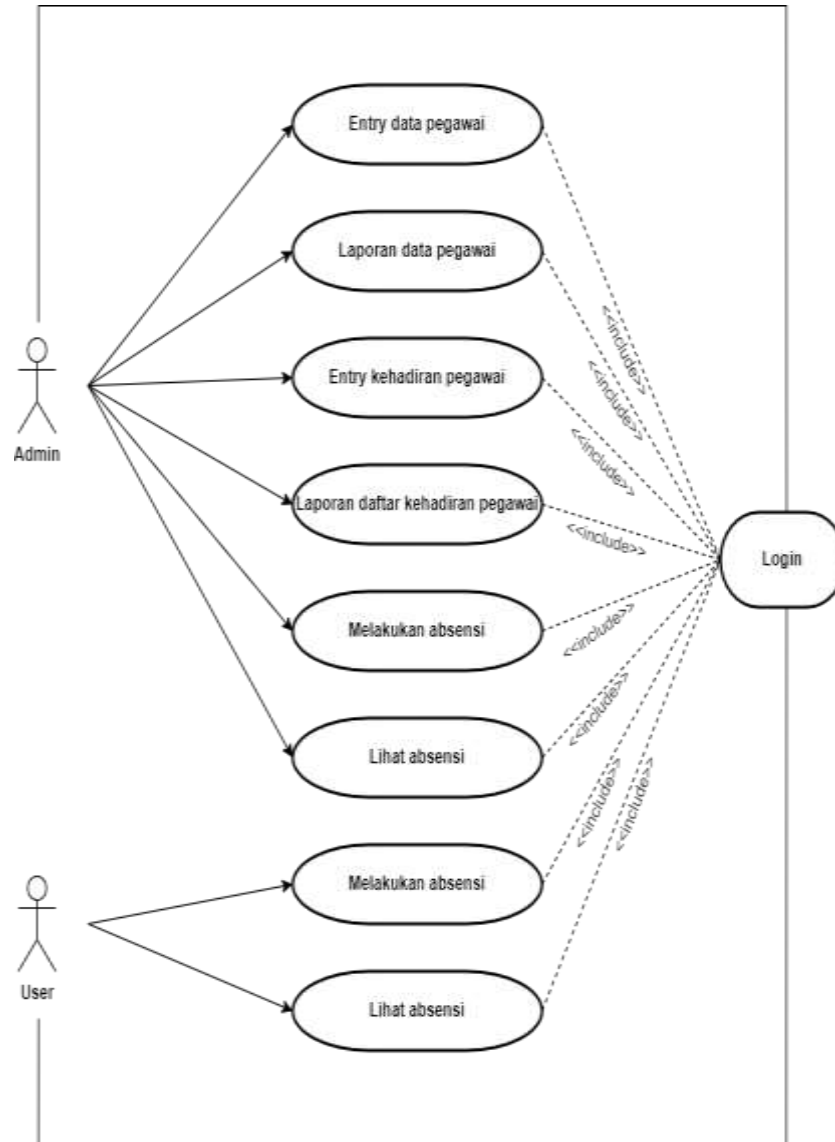 Entry data pegawai
Laporan data pegawai
<<include>>
<<include>>
Entry kehadiran pegawai
<<include>>
Admin
Laporan daftar kehadiran pegawai
<<include>>
Login
Melakukan absensi
<<include>>
<<include>>
Lihat absensi
<<include>>
<<include>>
Melakukan absensi
User
Lihat absensi